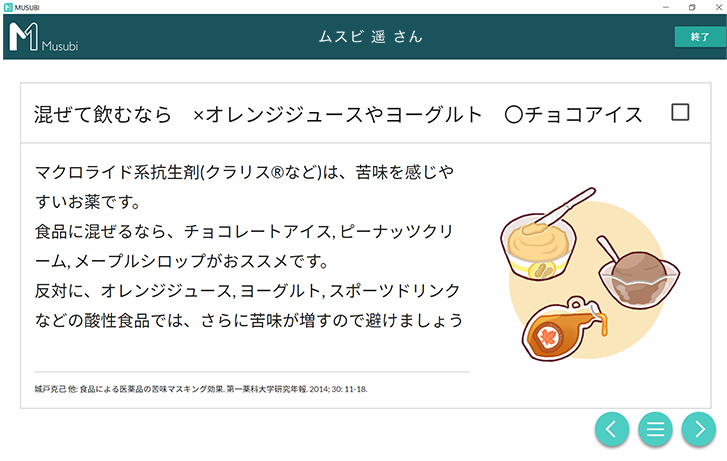 MUSUBI
Musubi
ムスビ 遥 さん
終了
混ぜて飲むなら ×オレンジジュースやヨーグルト 〇チョコアイス
マクロライド系抗生剤(クラリス®など)は、苦味を感じや
すいお薬です。
食品に混ぜるなら、チョコレートアイス, ピーナッツクリ
ーム, メープルシロップがおススメです。
反対に、オレンジジュース, ヨーグルト, スポーツドリンク
などの酸性食品では、さらに苦味が増すので避けましょう
城戸克己 他: 食品による医薬品の苦味マスキング効果. 第一薬科大学研究年報. 2014; 30: 11-18.